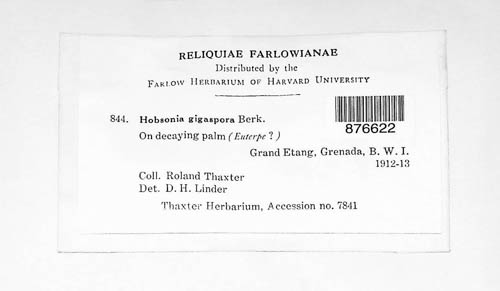 RELIQUIAE FARLOWIANAE
Distributed by the
FARLOW HERBARIUM OF HARVARD UNIVERSITY
844. Hobsonia gigaspora Berk.
876622
On decaying palm (Enterpe ?)
Grand Etang, Grenada, B. W. I.
1912-13
Coll. Roland Thaxter
Det. D. H. Linder
Thaxter Herbarium, Accession no. 7841